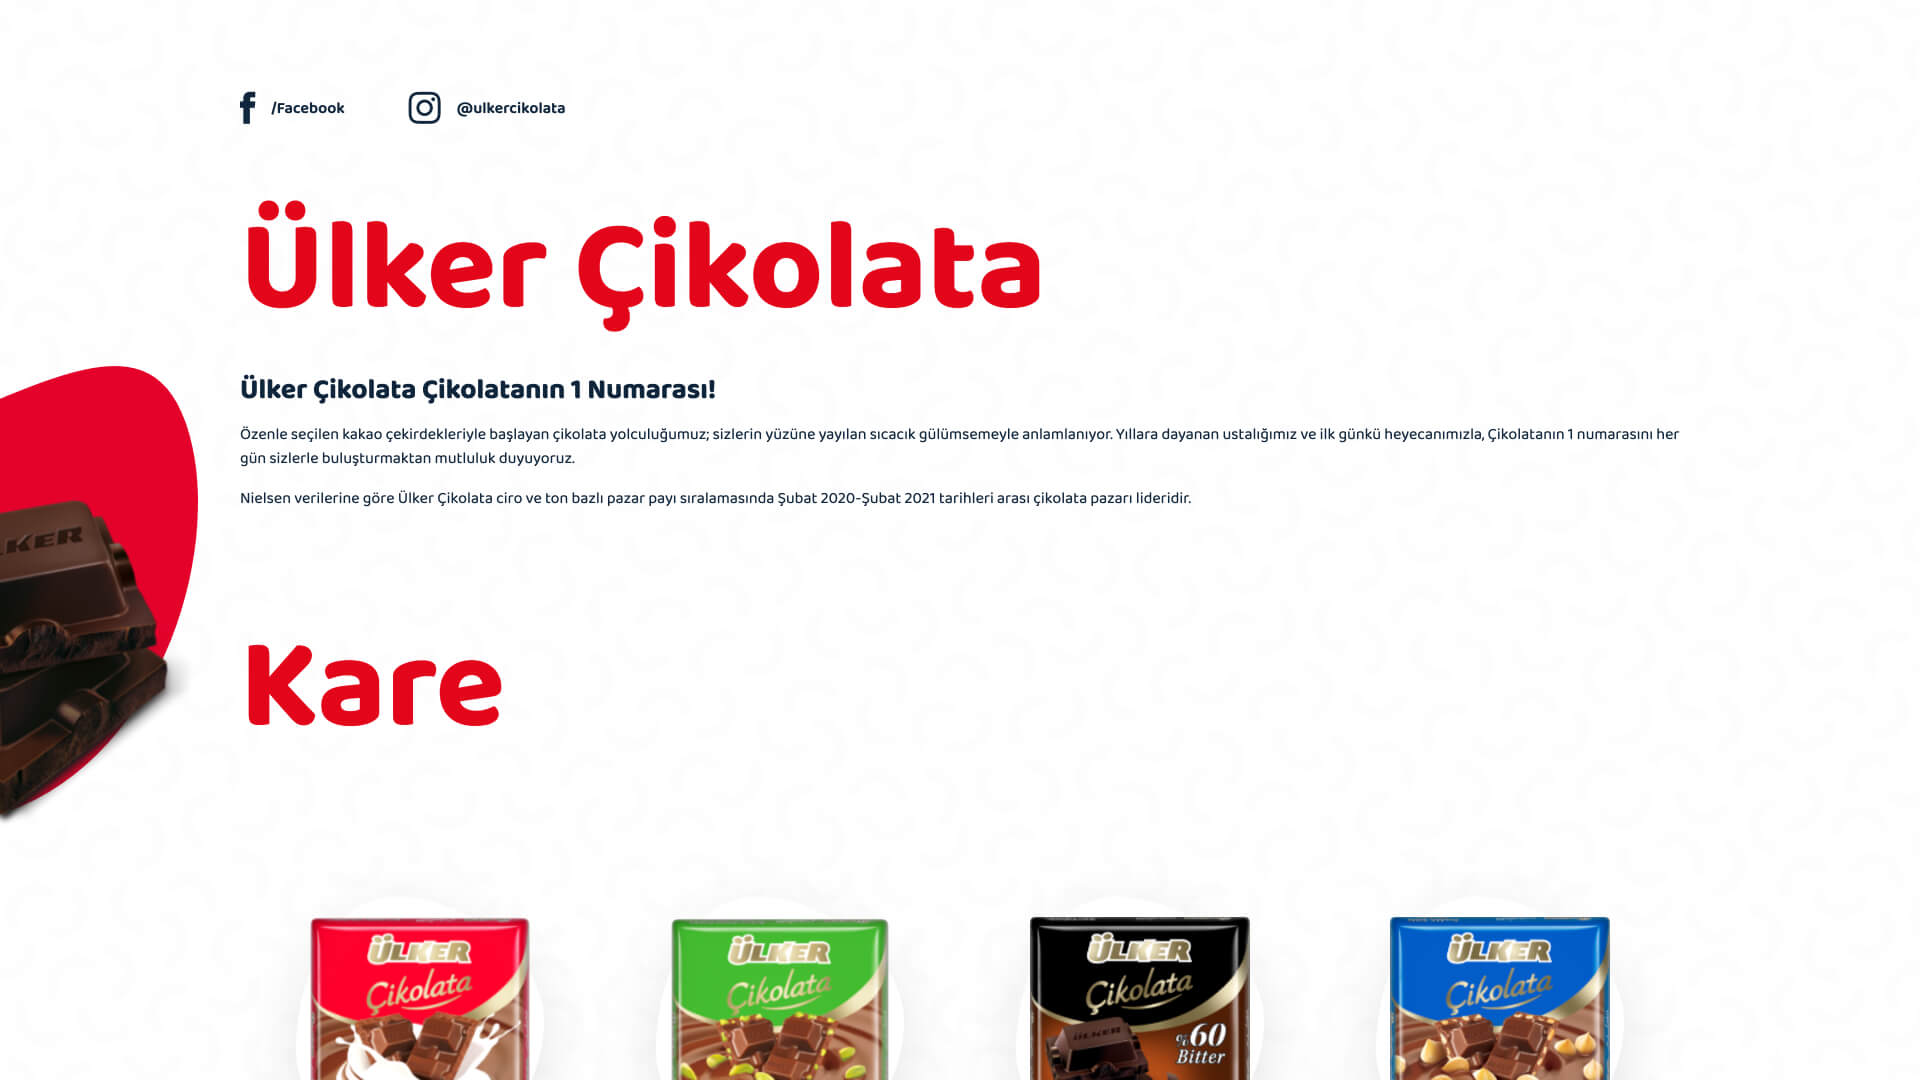 /Facebook
@ulkercikolata
Ülker Çikolata
Ülker Çikolata Çikolatanın 1 Numarası!
Özenle seçilen kakao çekirdekleriyle başlayan çikolata yolculuğumuz; sizlerin yüzüne yayılan sıcacık gülümsemeyle anlamlanıyor. Yıllara dayanan ustalığımız ve ilk günkü heyecanımızla, Çikolatanın 1 numarasını her
gün sizlerle buluşturmaktan mutluluk duyuyoruz.
Nielsen verilerine göre Ülker Çikolata ciro ve ton bazlı pazar payı sıralamasında Şubat 2020-Şubat 2021 tarihleri arası çikolata pazarı lideridir.
Kare
ÜLKER
Çikolata
ÜLKER
Çikolata
ÜLKER
Çikolata
ÜLKER
%60
Bitter
ÜLKER
Çikolata